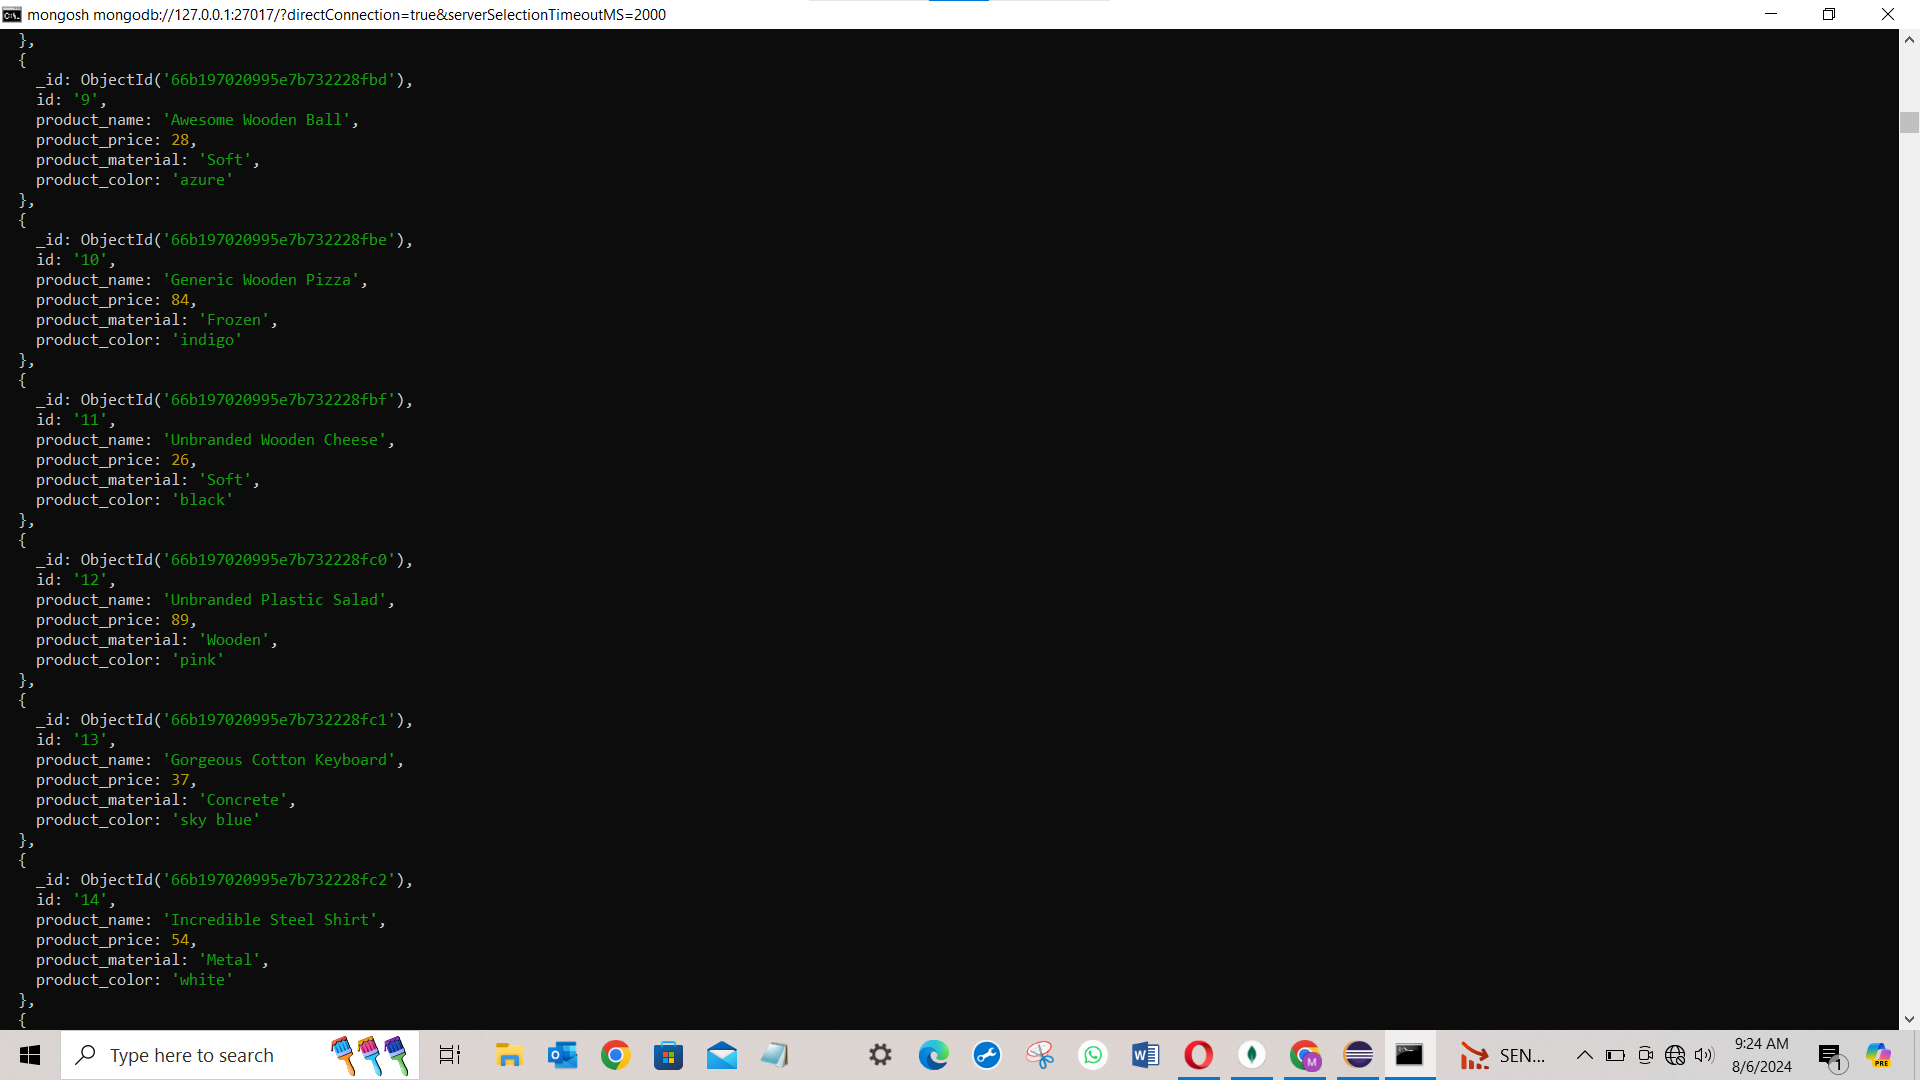 mongosh mongodb://127.0.0.1:27017/?directConnection=true&serverSelectionTimeoutMS=2000
},
{
_id: ObjectId('66b197020995e7b732228fbd'),
id: '9',
product_name: 'Awesome Wooden Ball',
product_price: 28,
product_material: 'Soft',
product_color: 'azure'
},
{
_id: ObjectId('66b197020995e7b732228fbe'),
id: '10',
product_name: 'Generic Wooden Pizza',
product_price: 84,
product_material: 'Frozen',
product_color: 'indigo'
},
{
_id: ObjectId('66b197020995e7b732228fbf'),
id: '11',
product_name: 'Unbranded Wooden Cheese',
product_price: 26,
product_material: 'Soft',
product_color: 'black'
},
{
_id: ObjectId('66b197020995e7b732228fc0'),
id: '12',
product_name: 'Unbranded Plastic Salad',
product_price: 89,
product_material: 'Wooden',
product_color: 'pink'
},
{
_id: ObjectId('66b197020995e7b732228fc1'),
id: '13',
product_name: 'Gorgeous Cotton Keyboard',
product_price: 37,
product_material: 'Concrete',
product_color: 'sky blue'
},
{
_id: ObjectId('66b197020995e7b732228fc2'),
id: '14',
product_name: 'Incredible Steel Shirt',
product_price: 54,
product_material: 'Metal',
product_color: 'white'
},
{
Type here to search
SEN...
9:24 AM
8/6/2024
1
PRE